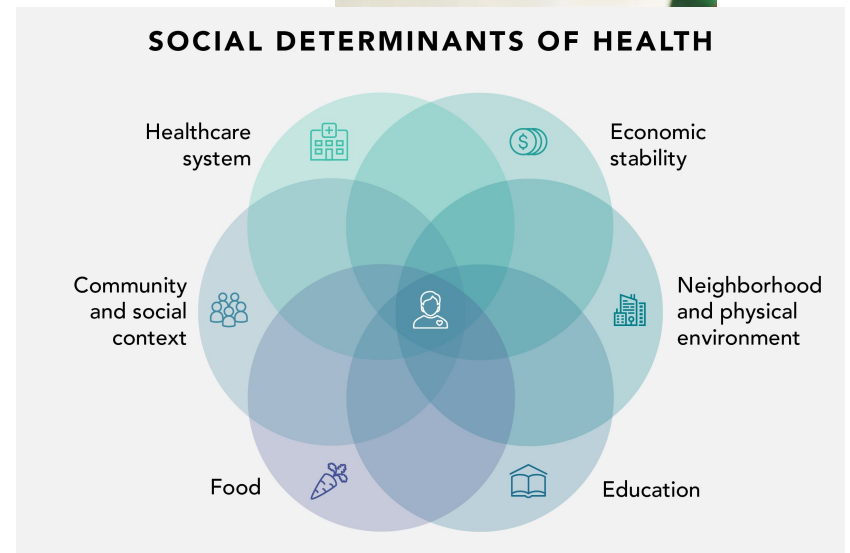 SOCIAL DETERMINANTS OF HEALTH
Healthcare
system
Economic
stability
Community
and social
context
Neighborhood
and physical
environment
Food
Education